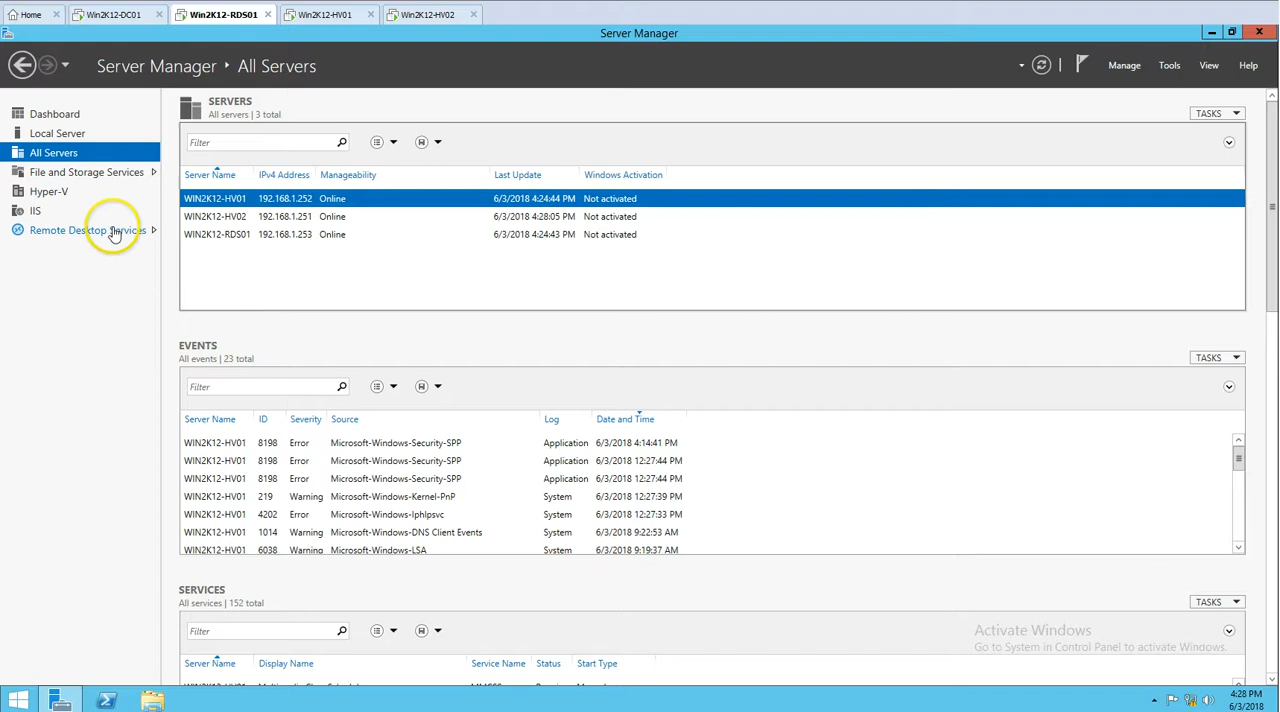 Home Win2K12-DC01 Win2K12-RDS01 Win2K12-HV01 Win2K12-HV02
Server Manager
Server Manager All Servers
Manage Tools View Help
Dashboard
Local Server
All Servers
File and Storage Services
Hyper-V
IIS
Remote Desktop Services
SERVERS
All servers | 3 total
TASKS
Filter
Server Name IPv4 Address Manageability Last Update Windows Activation
WIN2K12-HV01 192.168.1.252 Online 6/3/2018 4:24:44 PM Not activated
WIN2K12-HV02 192.168.1.251 Online 6/3/2018 4:28:05 PM Not activated
WIN2K12-RDS01 192.168.1.253 Online 6/3/2018 4:24:43 PM Not activated
EVENTS
All events | 23 total
TASKS
Filter
Server Name ID Severity Source Log Date and Time
WIN2K12-HV01 8198 Error Microsoft-Windows-Security-SPP Application 6/3/2018 4:14:41 PM
WIN2K12-HV01 8198 Error Microsoft-Windows-Security-SPP Application 6/3/2018 12:27:44 PM
WIN2K12-HV01 8198 Error Microsoft-Windows-Security-SPP Application 6/3/2018 12:27:44 PM
WIN2K12-HV01 219 Warning Microsoft-Windows-Kernel-PnP System 6/3/2018 12:27:39 PM
WIN2K12-HV01 4202 Error Microsoft-Windows-Iphlpsvc System 6/3/2018 12:27:33 PM
WIN2K12-HV01 1014 Warning Microsoft-Windows-DNS Client Events System 6/3/2018 9:22:53 AM
WIN2K12-HV01 6038 Warning Microsoft-Windows-LSA System 6/3/2018 9:19:37 AM
SERVICES
All services | 152 total
TASKS
Filter
Activate Windows
Go to System in Control Panel to activate Windows.
Server Name Display Name Service Name Status Start Type
4:28 PM
6/3/2018